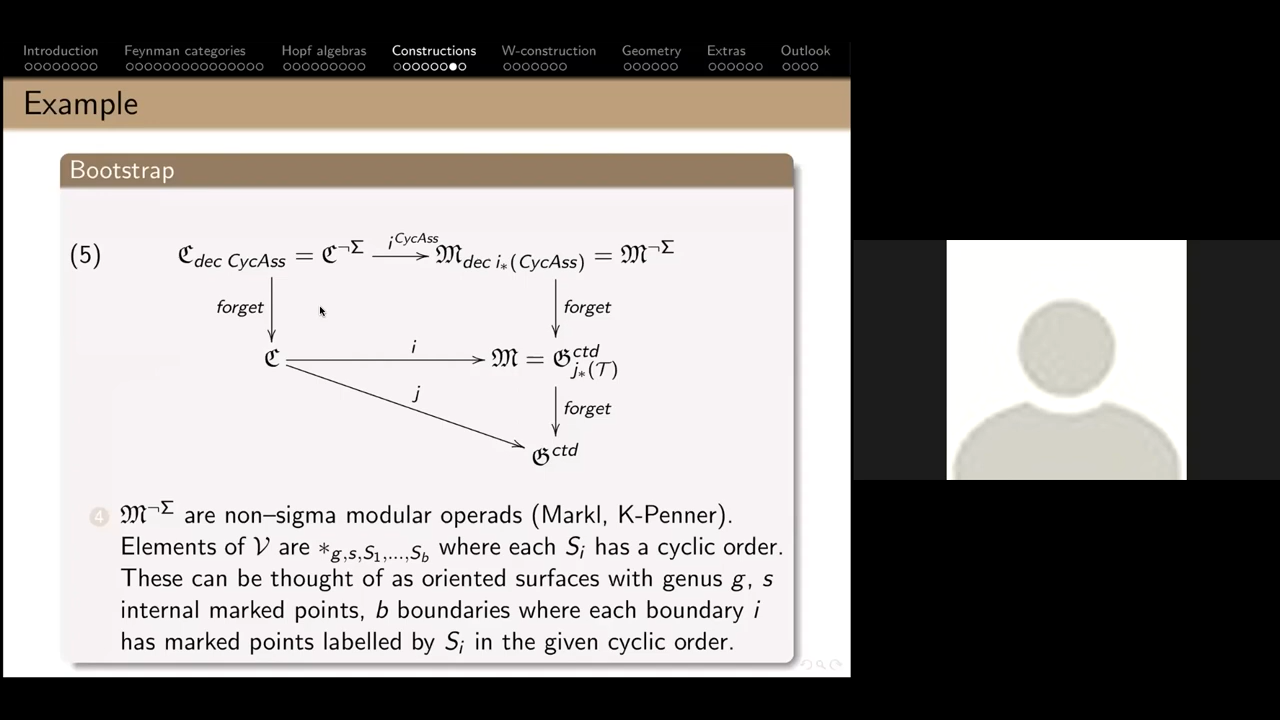 Introduction Feynman categories Hopf algebras Constructions W-construction Geometry Extras Outlook
Example
Bootstrap
(5) ℭ_{dec CycAss} = ℭ^{¬Σ} i^{CycAss} 𝔐_{dec i_*(CycAss)} = 𝔐^{¬Σ}
forget forget
ℭ i 𝔐 = 𝔊^{ctd}_{j_*(𝒯)}
j forget
𝔊^{ctd}
4 𝔐^{¬Σ} are non–sigma modular operads (Markl, K-Penner).
Elements of 𝒱 are *_{g,s,S_1,...,S_b} where each S_i has a cyclic order.
These can be thought of as oriented surfaces with genus g, s
internal marked points, b boundaries where each boundary i
has marked points labelled by S_i in the given cyclic order.